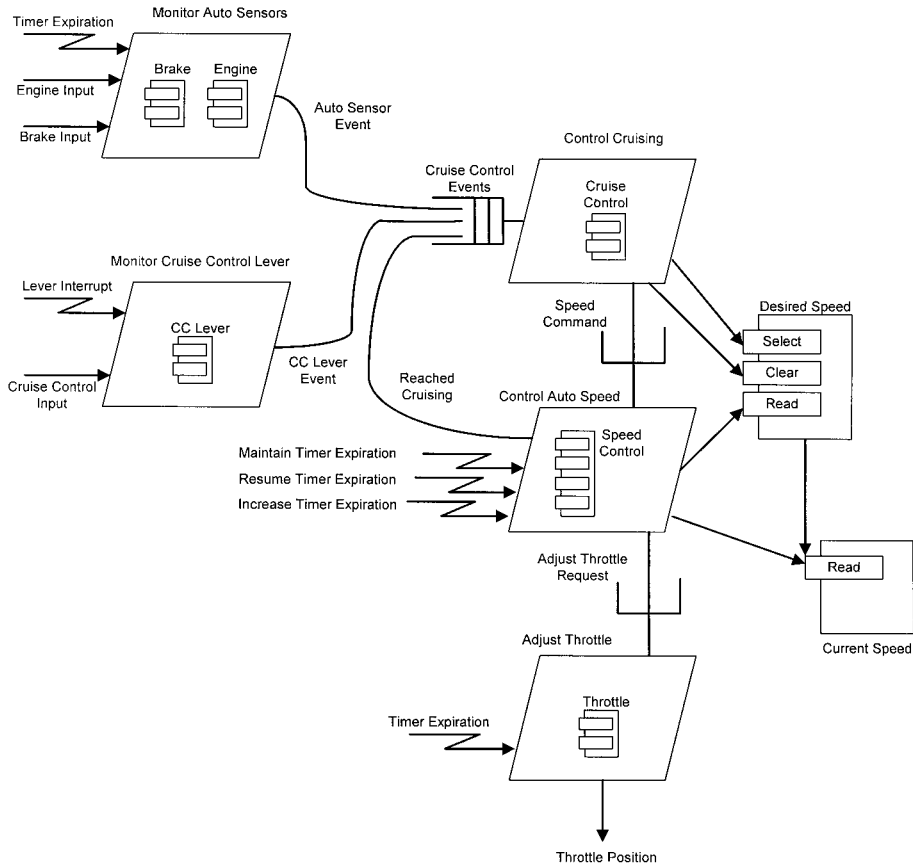 Monitor Auto Sensors
Timer Expiration
Brake
Engine
Engine Input
Brake Input
Auto Sensor
Event
Control Cruising
Cruise Control
Events
Cruise
Control
Monitor Cruise Control Lever
Lever Interrupt
CC Lever
Cruise Control
Input
CC Lever
Event
Speed
Command
Desired Speed
Select
Clear
Read
Reached
Cruising
Control Auto Speed
Speed
Control
Maintain Timer Expiration
Resume Timer Expiration
Increase Timer Expiration
Adjust Throttle
Request
Read
Current Speed
Adjust Throttle
Throttle
Timer Expiration
Throttle Position